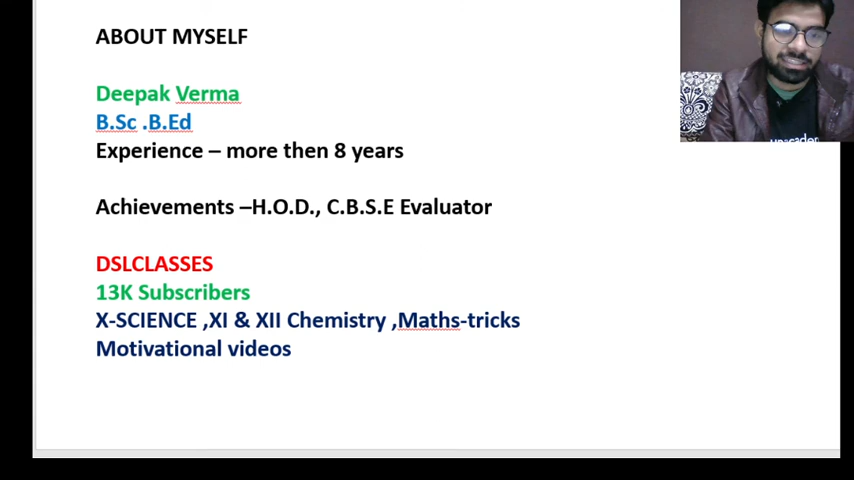 ABOUT MYSELF
Deepak Verma
B.Sc .B.Ed
Experience – more then 8 years
Achievements –H.O.D., C.B.S.E Evaluator
DSLCLASSES
13K Subscribers
X-SCIENCE ,XI & XII Chemistry ,Maths-tricks
Motivational videos